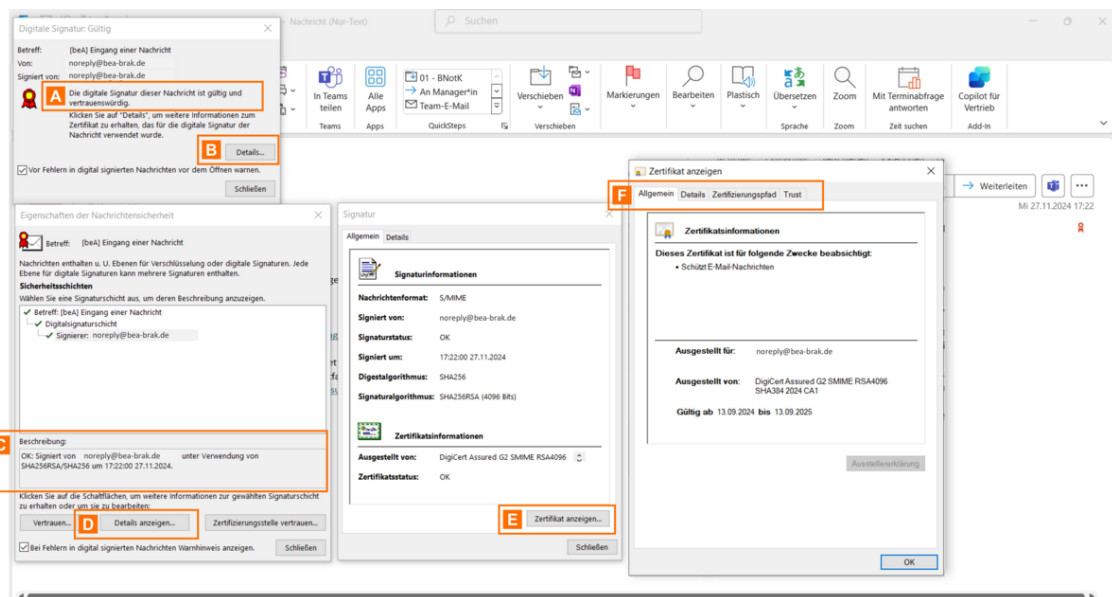 Nachricht (Nur-Text)
Suchen
Digitale Signatur: Gültig
Betreff: [beA] Eingang einer Nachricht
Von: noreply@bea-brak.de
Signiert von: noreply@bea-brak.de
A
Die digitale Signatur dieser Nachricht ist gültig und
vertrauenswürdig.
Klicken Sie auf "Details", um weitere Informationen zum
Zertifikat zu erhalten, das für die digitale Signatur der
Nachricht verwendet wurde.
B
Details...
Vor Fehlern in digital signierten Nachrichten vor dem Öffnen warnen.
Schließen
In Teams
teilen
Teams
Alle
Apps
Apps
01 - BNotK
An Manager*in
Team-E-Mail
QuickSteps
Verschieben
Verschieben
Markierungen
Bearbeiten
Plastisch
Übersetzen
Sprache
Zoom
Zoom
Mit Terminabfrage
antworten
Zeit suchen
Copilot für
Vertrieb
Add-In
Weiterleiten
Mi 27.11.2024 17:22
Eigenschaften der Nachrichtensicherheit
Betreff: [beA] Eingang einer Nachricht
Nachrichten enthalten u. U. Ebenen für Verschlüsselung oder digitale Signaturen. Jede
Ebene für digitale Signaturen kann mehrere Signaturen enthalten.
Sicherheitsschichten
Wählen Sie eine Signaturschicht aus, um deren Beschreibung anzuzeigen.
Betreff: [beA] Eingang einer Nachricht
Digitalsignaturschicht
Signierer: noreply@bea-brak.de
C
Beschreibung:
OK: Signiert von noreply@bea-brak.de unter Verwendung von
SHA256RSA/SHA256 um 17:22:00 27.11.2024.
Klicken Sie auf die Schaltflächen, um weitere Informationen zur gewählten Signaturschicht
zu erhalten oder um sie zu bearbeiten:
Vertrauen...
D
Details anzeigen...
Zertifizierungsstelle vertrauen...
Bei Fehlern in digital signierten Nachrichten Warnhinweis anzeigen.
Schließen
Signatur
Allgemein Details
Signaturinformationen
Nachrichtenformat: S/MIME
Signiert von: noreply@bea-brak.de
Signaturstatus: OK
Signiert um: 17:22:00 27.11.2024
Digestalgorithmus: SHA256
Signaturalgorithmus: SHA256RSA (4096 Bits)
Zertifikatsinformationen
Ausgestellt von: DigiCert Assured G2 SMIME RSA4096
Zertifikatsstatus: OK
E
Zertifikat anzeigen...
Schließen
Zertifikat anzeigen
F
Allgemein Details Zertifizierungspfad Trust
Zertifikatsinformationen
Dieses Zertifikat ist für folgende Zwecke beabsichtigt:
• Schützt E-Mail-Nachrichten
Ausgestellt für: noreply@bea-brak.de
Ausgestellt von: DigiCert Assured G2 SMIME RSA4096
SHA384 2024 CA1
Gültig ab 13.09.2024 bis 13.09.2025
Ausstellererklärung
OK